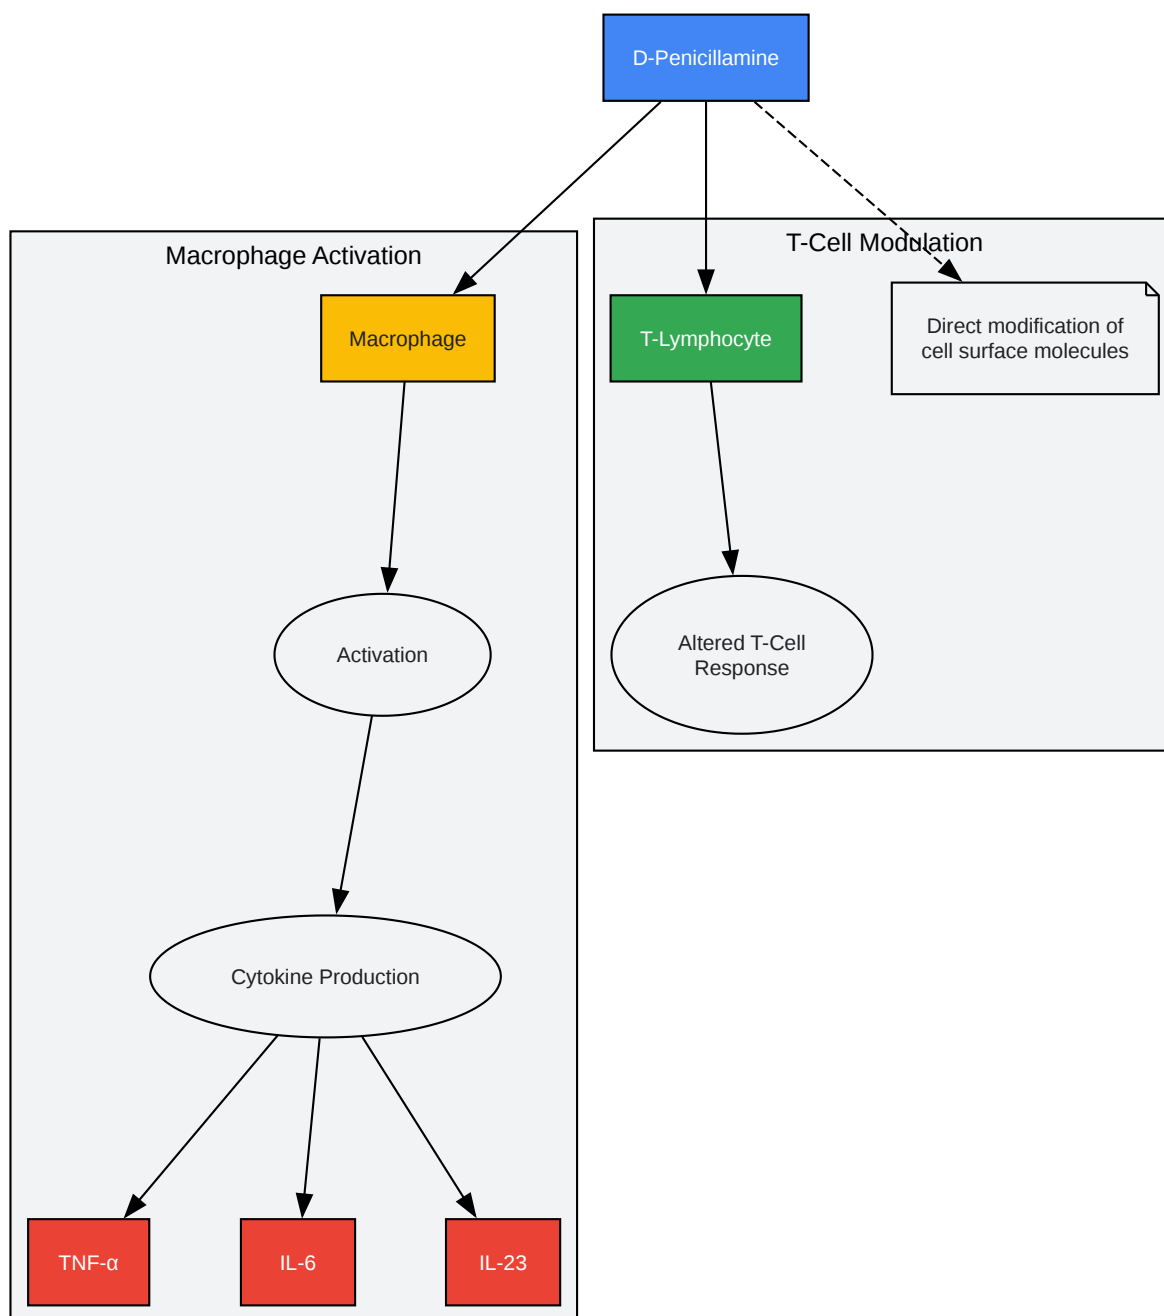 D-Penicillamine
Macrophage Activation
T-Cell Modulation
Macrophage
T-Lymphocyte
Direct modification of
cell surface molecules
Activation
Altered T-Cell
Response
Cytokine Production
TNF-α
IL-6
IL-23